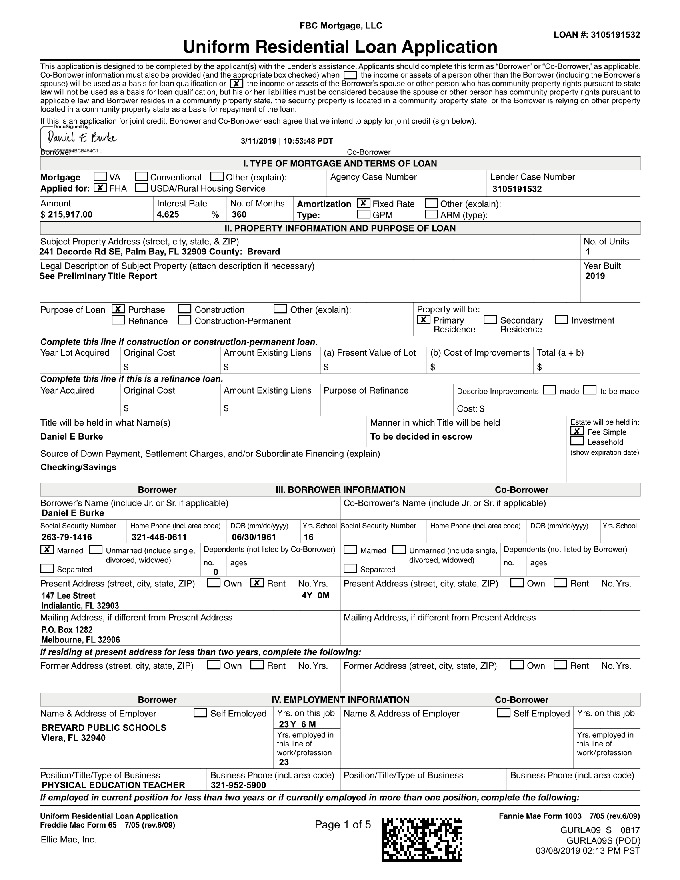 FBC Mortgage, LLC
LOAN #: 3105191532
Uniform Residential Loan Application
This application is designed to be completed by the applicant(s) with the Lender's assistance. Applicants should complete this form as "Borrower" or "Co-Borrower," as applicable.
Co-Borrower information must also be provided (and the appropriate box checked) when the income or assets of a person other than the Borrower (including the Borrower's
spouse) will be used as a basis for loan qualification or X the income or assets of the Borrower's spouse or other person who has community property rights pursuant to state
law will not be used as a basis for loan qualification, but his or her liabilities must be considered because the spouse or other person has community property rights pursuant to
applicable law and Borrower resides in a community property state, the security property is located in a community property state, or the Borrower is relying on other property
located in a community property state as a basis for repayment of the loan.
If this is an application for joint credit, Borrower and Co-Borrower each agree that we intend to apply for joint credit (sign below).
Daniel E Burke
3/11/2019 | 10:53:48 PDT
Borrower Co-Borrower
I. TYPE OF MORTGAGE AND TERMS OF LOAN
Mortgage VA Conventional Other (explain): Agency Case Number Lender Case Number
Applied for: X FHA USDA/Rural Housing Service 3105191532
Amount Interest Rate No. of Months Amortization X Fixed Rate Other (explain):
$ 215,917.00 4.625 % 360 Type: GPM ARM (type):
II. PROPERTY INFORMATION AND PURPOSE OF LOAN
Subject Property Address (street, city, state, & ZIP) No. of Units
241 Decorde Rd SE, Palm Bay, FL 32909 County: Brevard 1
Legal Description of Subject Property (attach description if necessary) Year Built
See Preliminary Title Report 2019
Purpose of Loan X Purchase Construction Other (explain): Property will be:
Refinance Construction-Permanent X Primary Residence Secondary Residence Investment
Complete this line if construction or construction-permanent loan.
Year Lot Acquired Original Cost Amount Existing Liens (a) Present Value of Lot (b) Cost of Improvements Total (a + b)
$ $ $ $ $
Complete this line if this is a refinance loan.
Year Acquired Original Cost Amount Existing Liens Purpose of Refinance Describe Improvements made to be made
$ $ Cost: $
Title will be held in what Name(s) Manner in which Title will be held Estate will be held in:
Daniel E Burke To be decided in escrow X Fee Simple
Leasehold
Source of Down Payment, Settlement Charges, and/or Subordinate Financing (explain) (show expiration date)
Checking/Savings
Borrower III. BORROWER INFORMATION Co-Borrower
Borrower's Name (include Jr. or Sr. if applicable) Co-Borrower's Name (include Jr. or Sr. if applicable)
Daniel E Burke
Social Security Number Home Phone (incl. area code) DOB (mm/dd/yyyy) Yrs. School Social Security Number Home Phone (incl. area code) DOB (mm/dd/yyyy) Yrs. School
263-79-1416 321-446-0611 06/30/1961 16
X Married Unmarried (include single, Dependents (not listed by Co-Borrower) Married Unmarried (include single, Dependents (not listed by Borrower)
divorced, widowed) no. ages divorced, widowed) no. ages
Separated 0 Separated
Present Address (street, city, state, ZIP) Own X Rent No. Yrs. Present Address (street, city, state, ZIP) Own Rent No. Yrs.
147 Lee Street 4Y 0M
Indialantic, FL 32903
Mailing Address, if different from Present Address Mailing Address, if different from Present Address
P.O. Box 1282
Melbourne, FL 32906
If residing at present address for less than two years, complete the following:
Former Address (street, city, state, ZIP) Own Rent No. Yrs. Former Address (street, city, state, ZIP) Own Rent No. Yrs.
Borrower IV. EMPLOYMENT INFORMATION Co-Borrower
Name & Address of Employer Self Employed Yrs. on this job Name & Address of Employer Self Employed Yrs. on this job
BREVARD PUBLIC SCHOOLS 23 Y 6 M
Viera, FL 32940 Yrs. employed in this line of work/profession Yrs. employed in this line of work/profession
23
Position/Title/Type of Business Business Phone (incl. area code) Position/Title/Type of Business Business Phone (incl. area code)
PHYSICAL EDUCATION TEACHER 321-952-5900
If employed in current position for less than two years or if currently employed in more than one position, complete the following:
Uniform Residential Loan Application Fannie Mae Form 1003 7/05 (rev.6/09)
Freddie Mac Form 65 7/05 (rev.6/09) Page 1 of 5 GURLA09 S 0817
Ellie Mae, Inc. GURLA09S (POD)
03/08/2019 02:13 PM PST